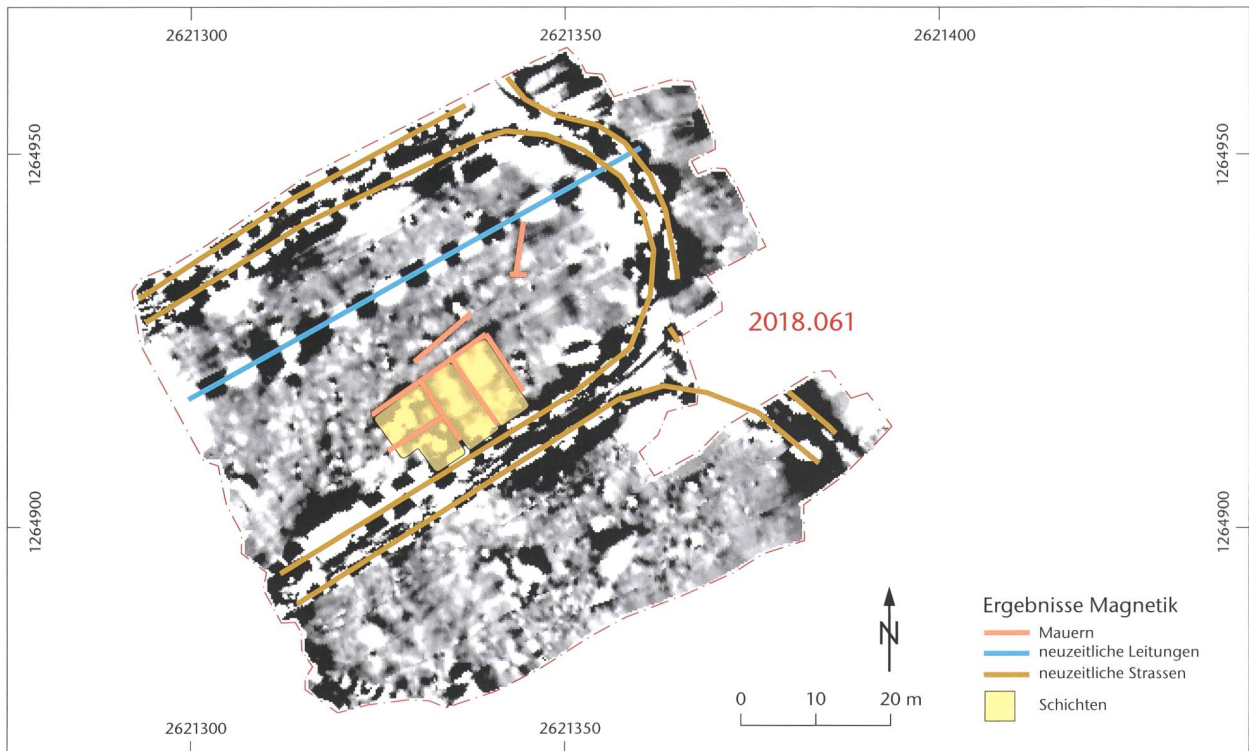 2621300 2621350 2621400
1264950 1264950
2018.061
1264900 1264900
N
Ergebnisse Magnetik
Mauern
neuzeitliche Leitungen
neuzeitliche Strassen
Schichten
0 10 20 m
2621300 2621350